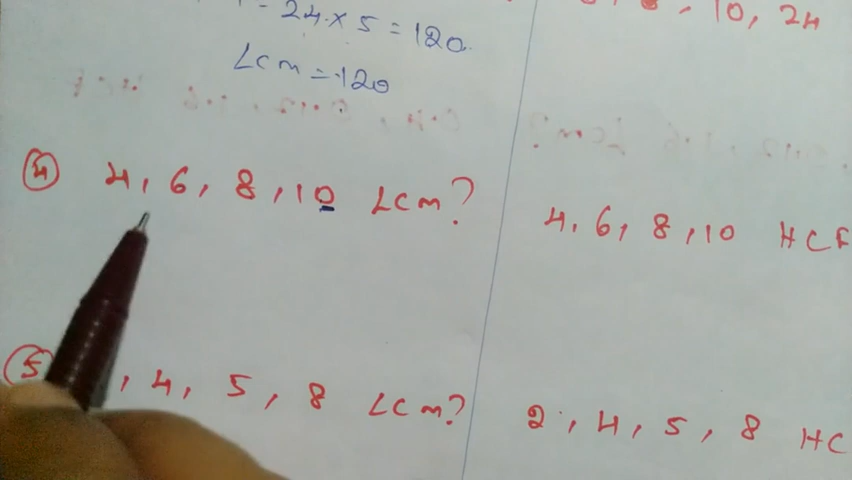 - 24 × 5 = 120
Lcm = 120
10, 24
④ 4, 6, 8, 10 Lcm?
4, 6, 8, 10 HCF
⑤ , 4, 5, 8 Lcm?
2, 4, 5, 8 HC